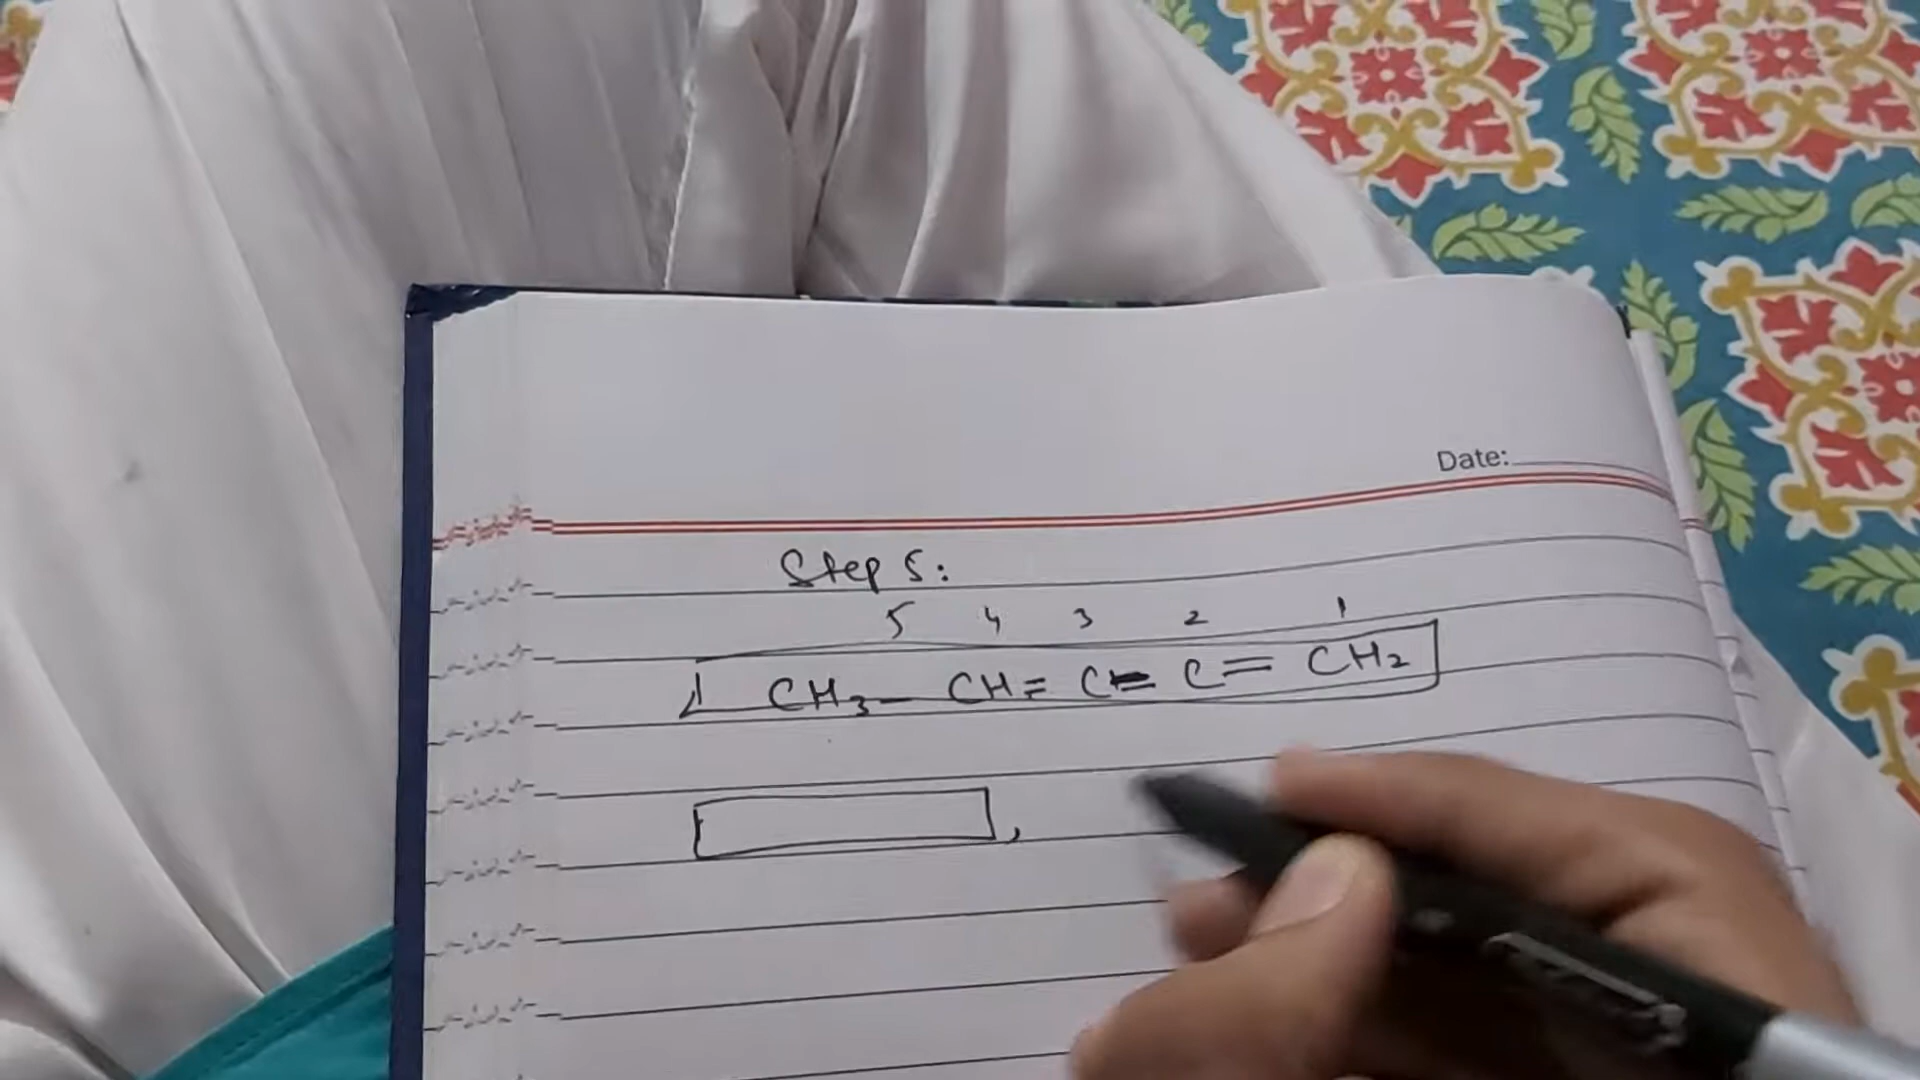 Date:
Step 5:
5 4 3 2 1
CH₃ — CH = C = C = CH₂
,